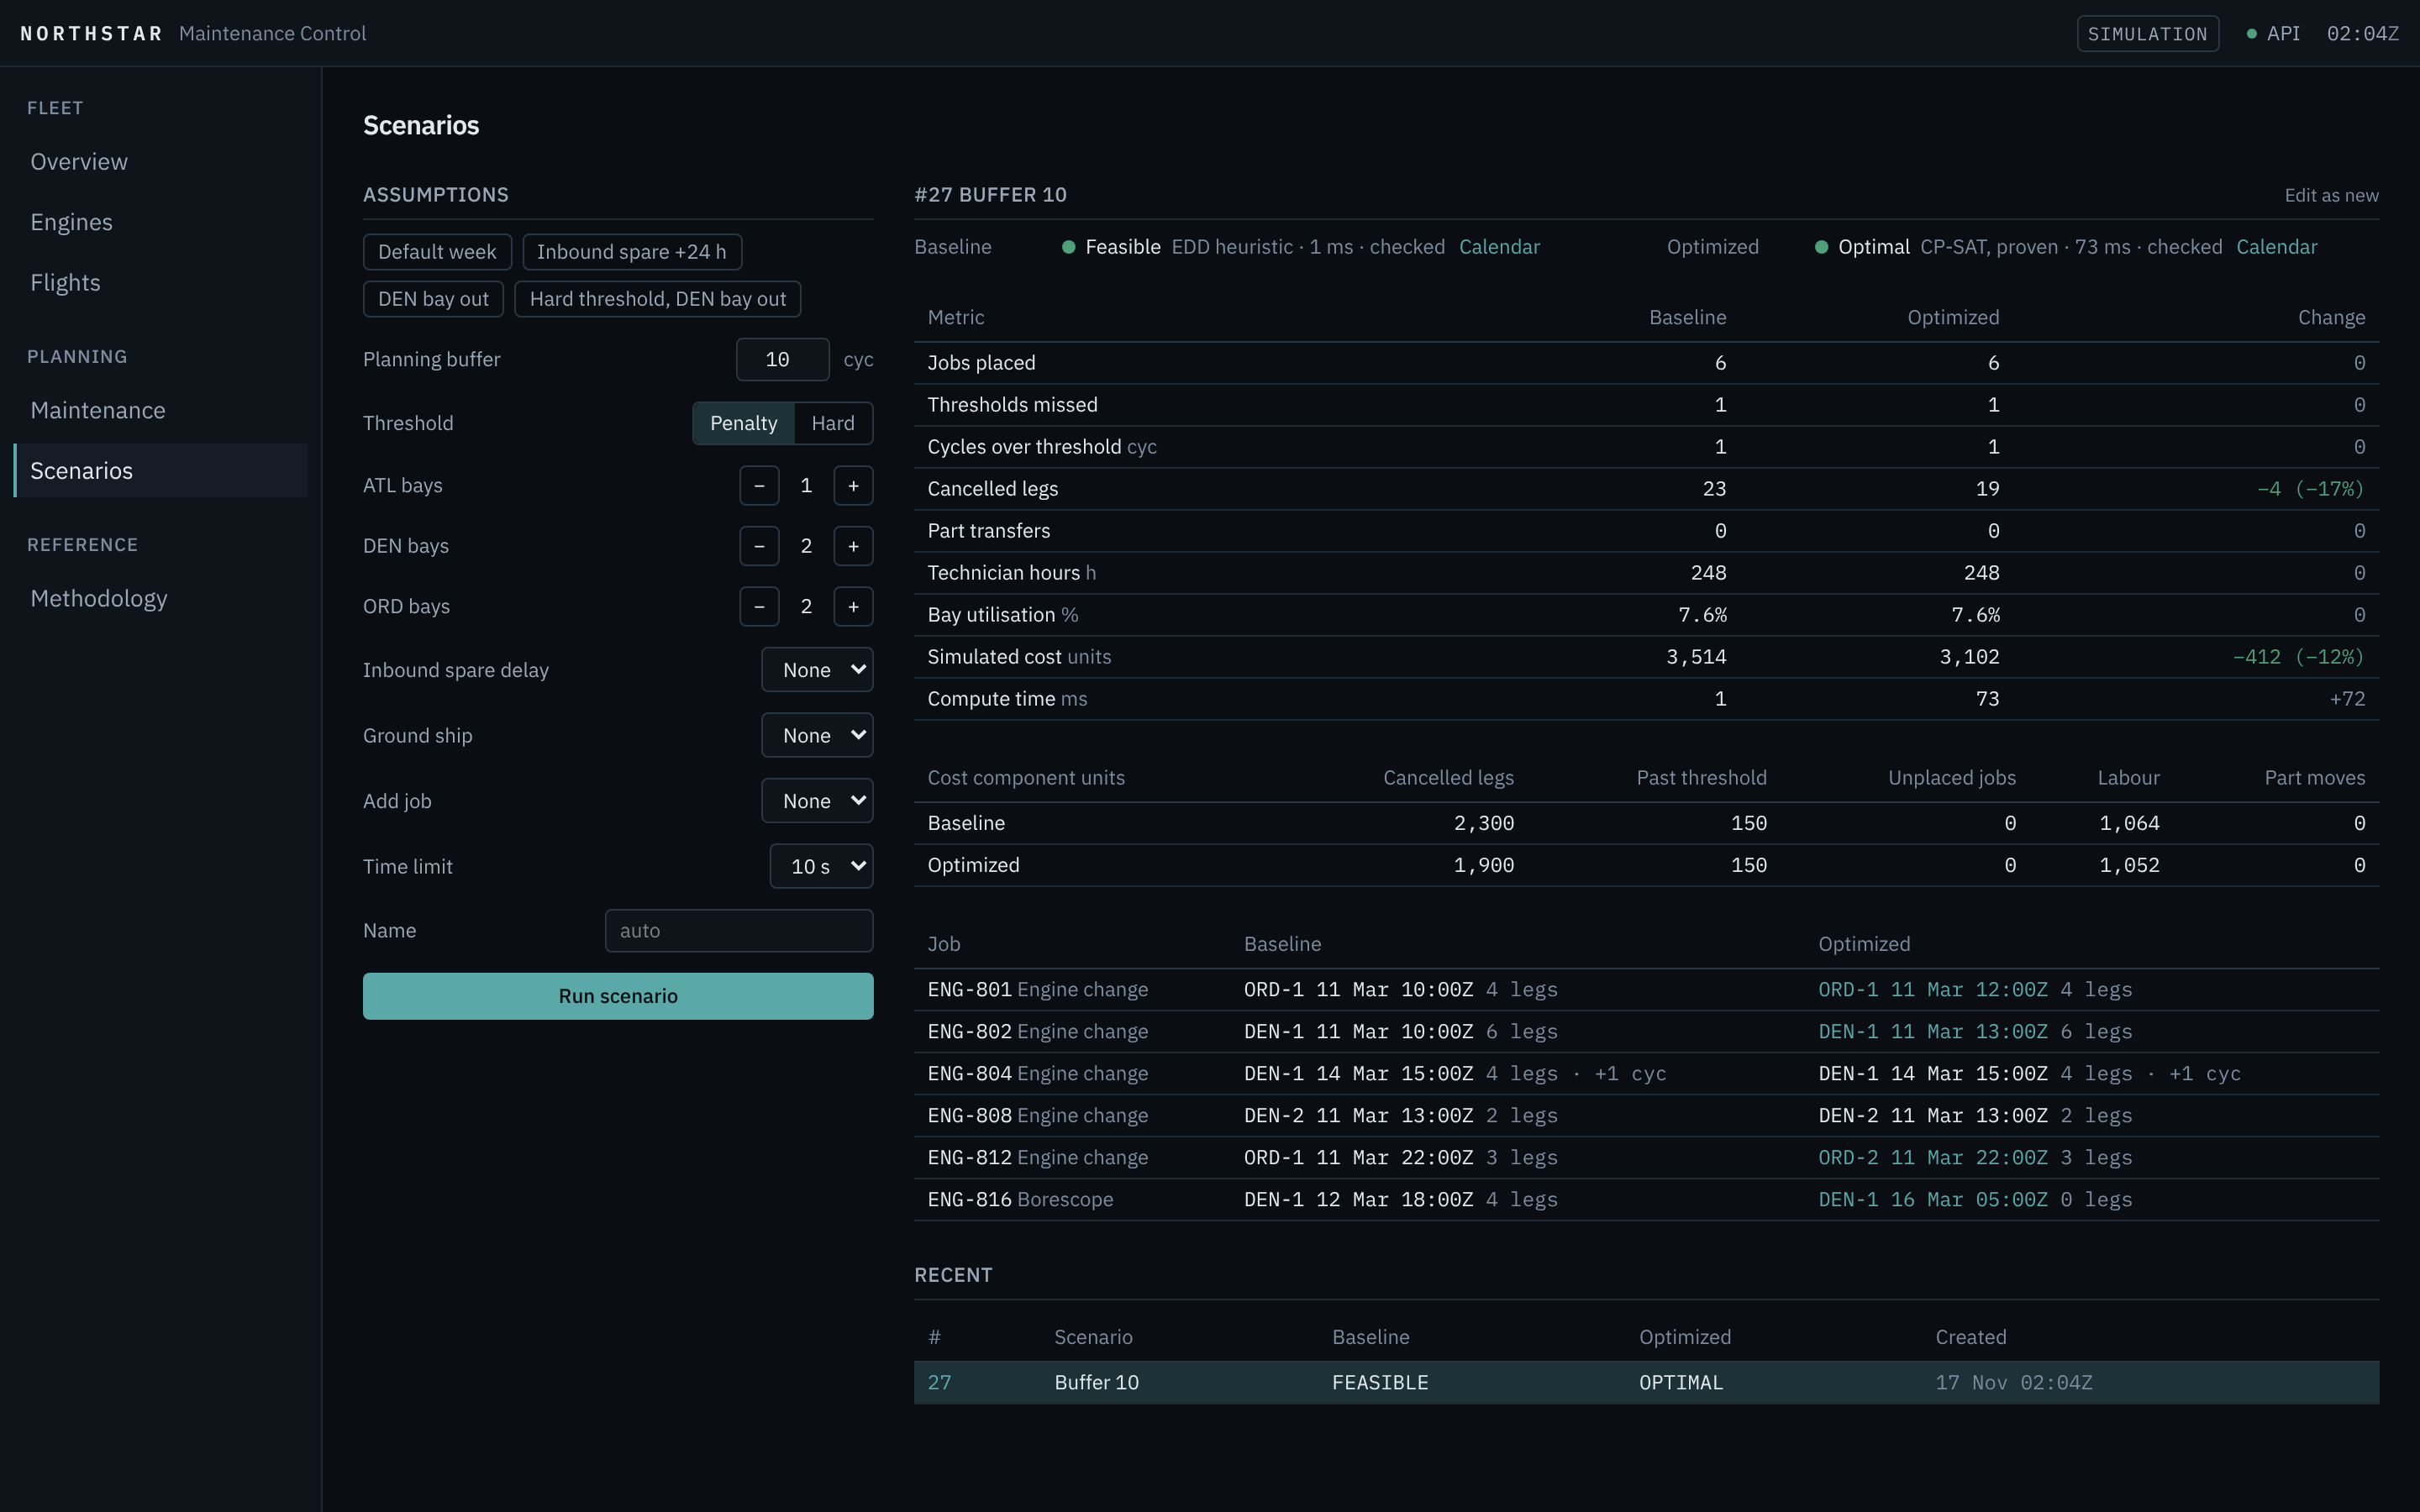 NORTHSTAR Maintenance Control SIMULATION API 02:04Z
FLEET
Overview
Engines
Flights
PLANNING
Maintenance
Scenarios
REFERENCE
Methodology
Scenarios
ASSUMPTIONS
Default week Inbound spare +24 h
DEN bay out Hard threshold, DEN bay out
Planning buffer 10 cyc
Threshold Penalty Hard
ATL bays − 1 +
DEN bays − 2 +
ORD bays − 2 +
Inbound spare delay None
Ground ship None
Add job None
Time limit 10 s
Name auto
Run scenario
#27 BUFFER 10 Edit as new
Baseline Feasible EDD heuristic · 1 ms · checked Calendar Optimized Optimal CP-SAT, proven · 73 ms · checked Calendar
Metric Baseline Optimized Change
Jobs placed 6 6 0
Thresholds missed 1 1 0
Cycles over threshold cyc 1 1 0
Cancelled legs 23 19 −4 (−17%)
Part transfers 0 0 0
Technician hours h 248 248 0
Bay utilisation % 7.6% 7.6% 0
Simulated cost units 3,514 3,102 −412 (−12%)
Compute time ms 1 73 +72
Cost component units Cancelled legs Past threshold Unplaced jobs Labour Part moves
Baseline 2,300 150 0 1,064 0
Optimized 1,900 150 0 1,052 0
Job Baseline Optimized
ENG-801 Engine change ORD-1 11 Mar 10:00Z 4 legs ORD-1 11 Mar 12:00Z 4 legs
ENG-802 Engine change DEN-1 11 Mar 10:00Z 6 legs DEN-1 11 Mar 13:00Z 6 legs
ENG-804 Engine change DEN-1 14 Mar 15:00Z 4 legs · +1 cyc DEN-1 14 Mar 15:00Z 4 legs · +1 cyc
ENG-808 Engine change DEN-2 11 Mar 13:00Z 2 legs DEN-2 11 Mar 13:00Z 2 legs
ENG-812 Engine change ORD-1 11 Mar 22:00Z 3 legs ORD-2 11 Mar 22:00Z 3 legs
ENG-816 Borescope DEN-1 12 Mar 18:00Z 4 legs DEN-1 16 Mar 05:00Z 0 legs
RECENT
# Scenario Baseline Optimized Created
27 Buffer 10 FEASIBLE OPTIMAL 17 Nov 02:04Z